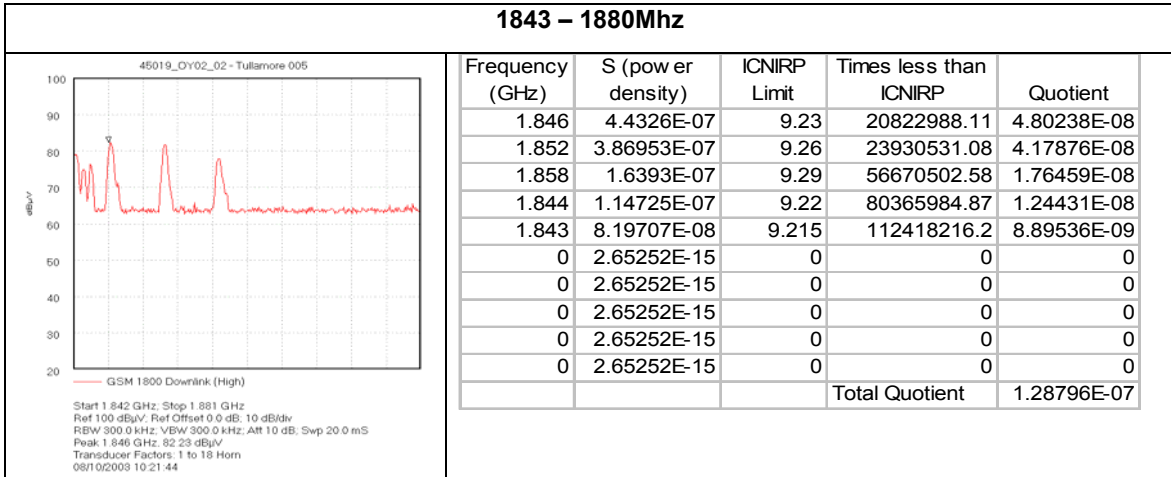 1843 – 1880Mhz
45019_OY02_02 - Tullamore 005
100
90
80
70
60
50
40
30
20
dBµV
GSM 1800 Downlink (High)
Start 1.842 GHz; Stop 1.881 GHz
Ref 100 dBµV; Ref Offset 0.0 dB; 10 dB/div
RBW 300.0 kHz; VBW 300.0 kHz; Att 10 dB; Swp 20.0 mS
Peak 1.846 GHz, 82.23 dBµV
Transducer Factors: 1 to 18 Horn
08/10/2003 10:21:44
Frequency (GHz) S (power density) ICNIRP Limit Times less than ICNIRP Quotient
1.846 4.4326E-07 9.23 20822988.11 4.80238E-08
1.852 3.86953E-07 9.26 23930531.08 4.17876E-08
1.858 1.6393E-07 9.29 56670502.58 1.76459E-08
1.844 1.14725E-07 9.22 80365984.87 1.24431E-08
1.843 8.19707E-08 9.215 112418216.2 8.89536E-09
0 2.65252E-15 0 0 0
0 2.65252E-15 0 0 0
0 2.65252E-15 0 0 0
0 2.65252E-15 0 0 0
0 2.65252E-15 0 0 0
Total Quotient 1.28796E-07